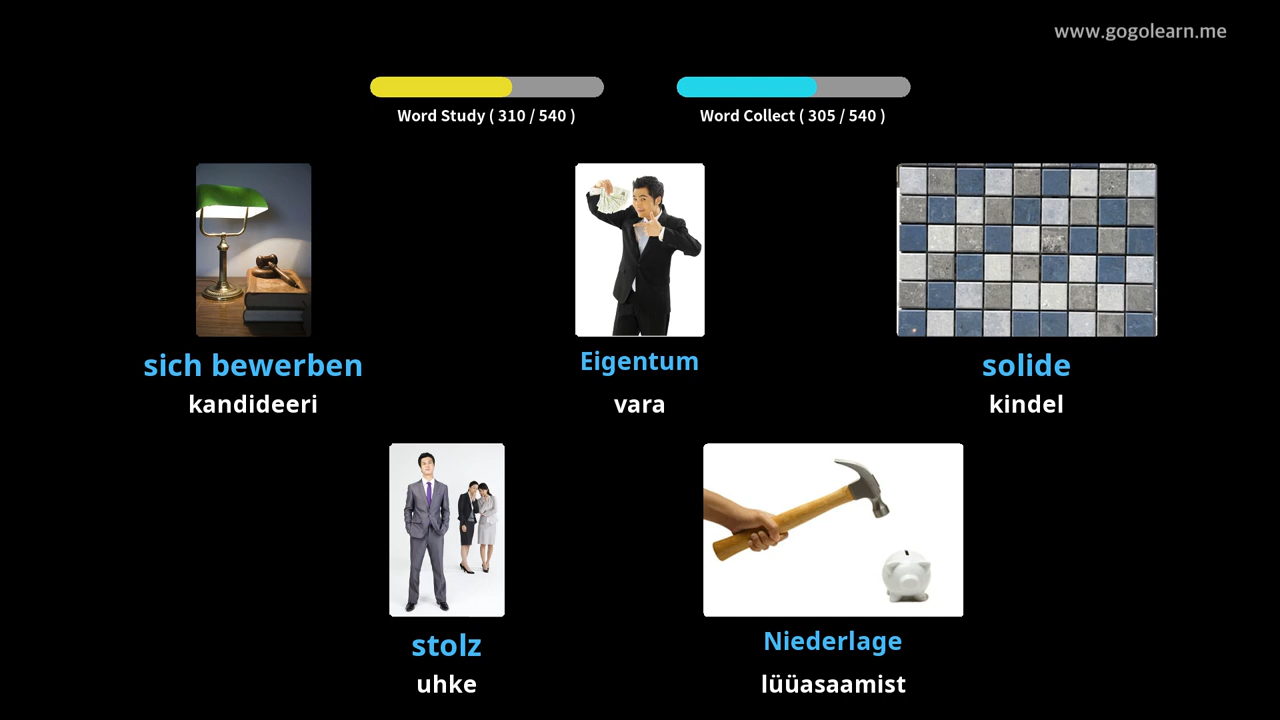 www.gogolearn.me
Word Study ( 310 / 540 )
Word Collect ( 305 / 540 )
sich bewerben
kandideeri
Eigentum
vara
solide
kindel
stolz
uhke
Niederlage
lüüasaamist